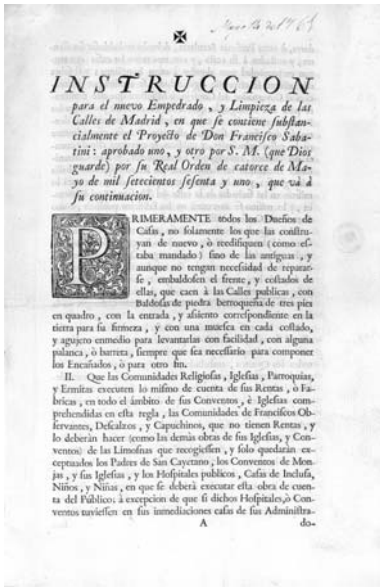 INSTRUCCION
para el nuevo Empedrado, y Limpieza de las
Calles de Madrid, en que se contiene substan-
cialmente el Proyecto de Don Francisco Saba-
tini: aprobado uno, y otro por S. M. (que Dios
guarde) por su Real Orden de catorce de Ma-
yo de mil setecientos sesenta y uno, que và à
su continuacion.
PRIMERAMENTE todos los Dueños de
Casas, no solamente los que las constru-
yan de nuevo, ò reedifiquen (como es-
taba mandado) sino de las antiguas, y
aunque no tengan necesidad de reparar-
se, embaldosen el frente, y costados de
ellas, que caen à las Calles publicas, con
Baldosas de piedra berroqueña de tres pies
en quadro, con la entrada, y asiento correspondiente en la
tierra para su firmeza, y con una muesca en cada costado,
y agujero enmedio para levantarlas con facilidad, con alguna
palanca, ò barreta, siempre que sea necessario para componer
los Encañados, ò para otro fin.
II. Que las Comunidades Religiosas, Iglesias, Parroquias,
y Ermitas executen lo mismo de cuenta de sus Rentas, ò Fa-
bricas, en todo el ámbito de sus Conventos, è Iglesias com-
prehendidas en esta regla, las Comunidades de Franciscos Ob-
servantes, Descalzos, y Capuchinos, que no tienen Rentas, y
lo deberán hacer (como las demàs obras de sus Iglesias, y Con-
ventos) de las Limosnas que recogiessen, y solo quedarán ex-
ceptuados los Padres de San Cayetano, los Conventos de Mon-
jas, y sus Iglesias, y los Hospitales publicos, Casas de Inclusa,
Niños, y Niñas, en que se deberà executar esta obra de cuen-
ta del Público; à excepcion de que si dichos Hospitales, ò Con-
ventos tuviessen en sus inmediaciones casas de sus Administra-
A do-